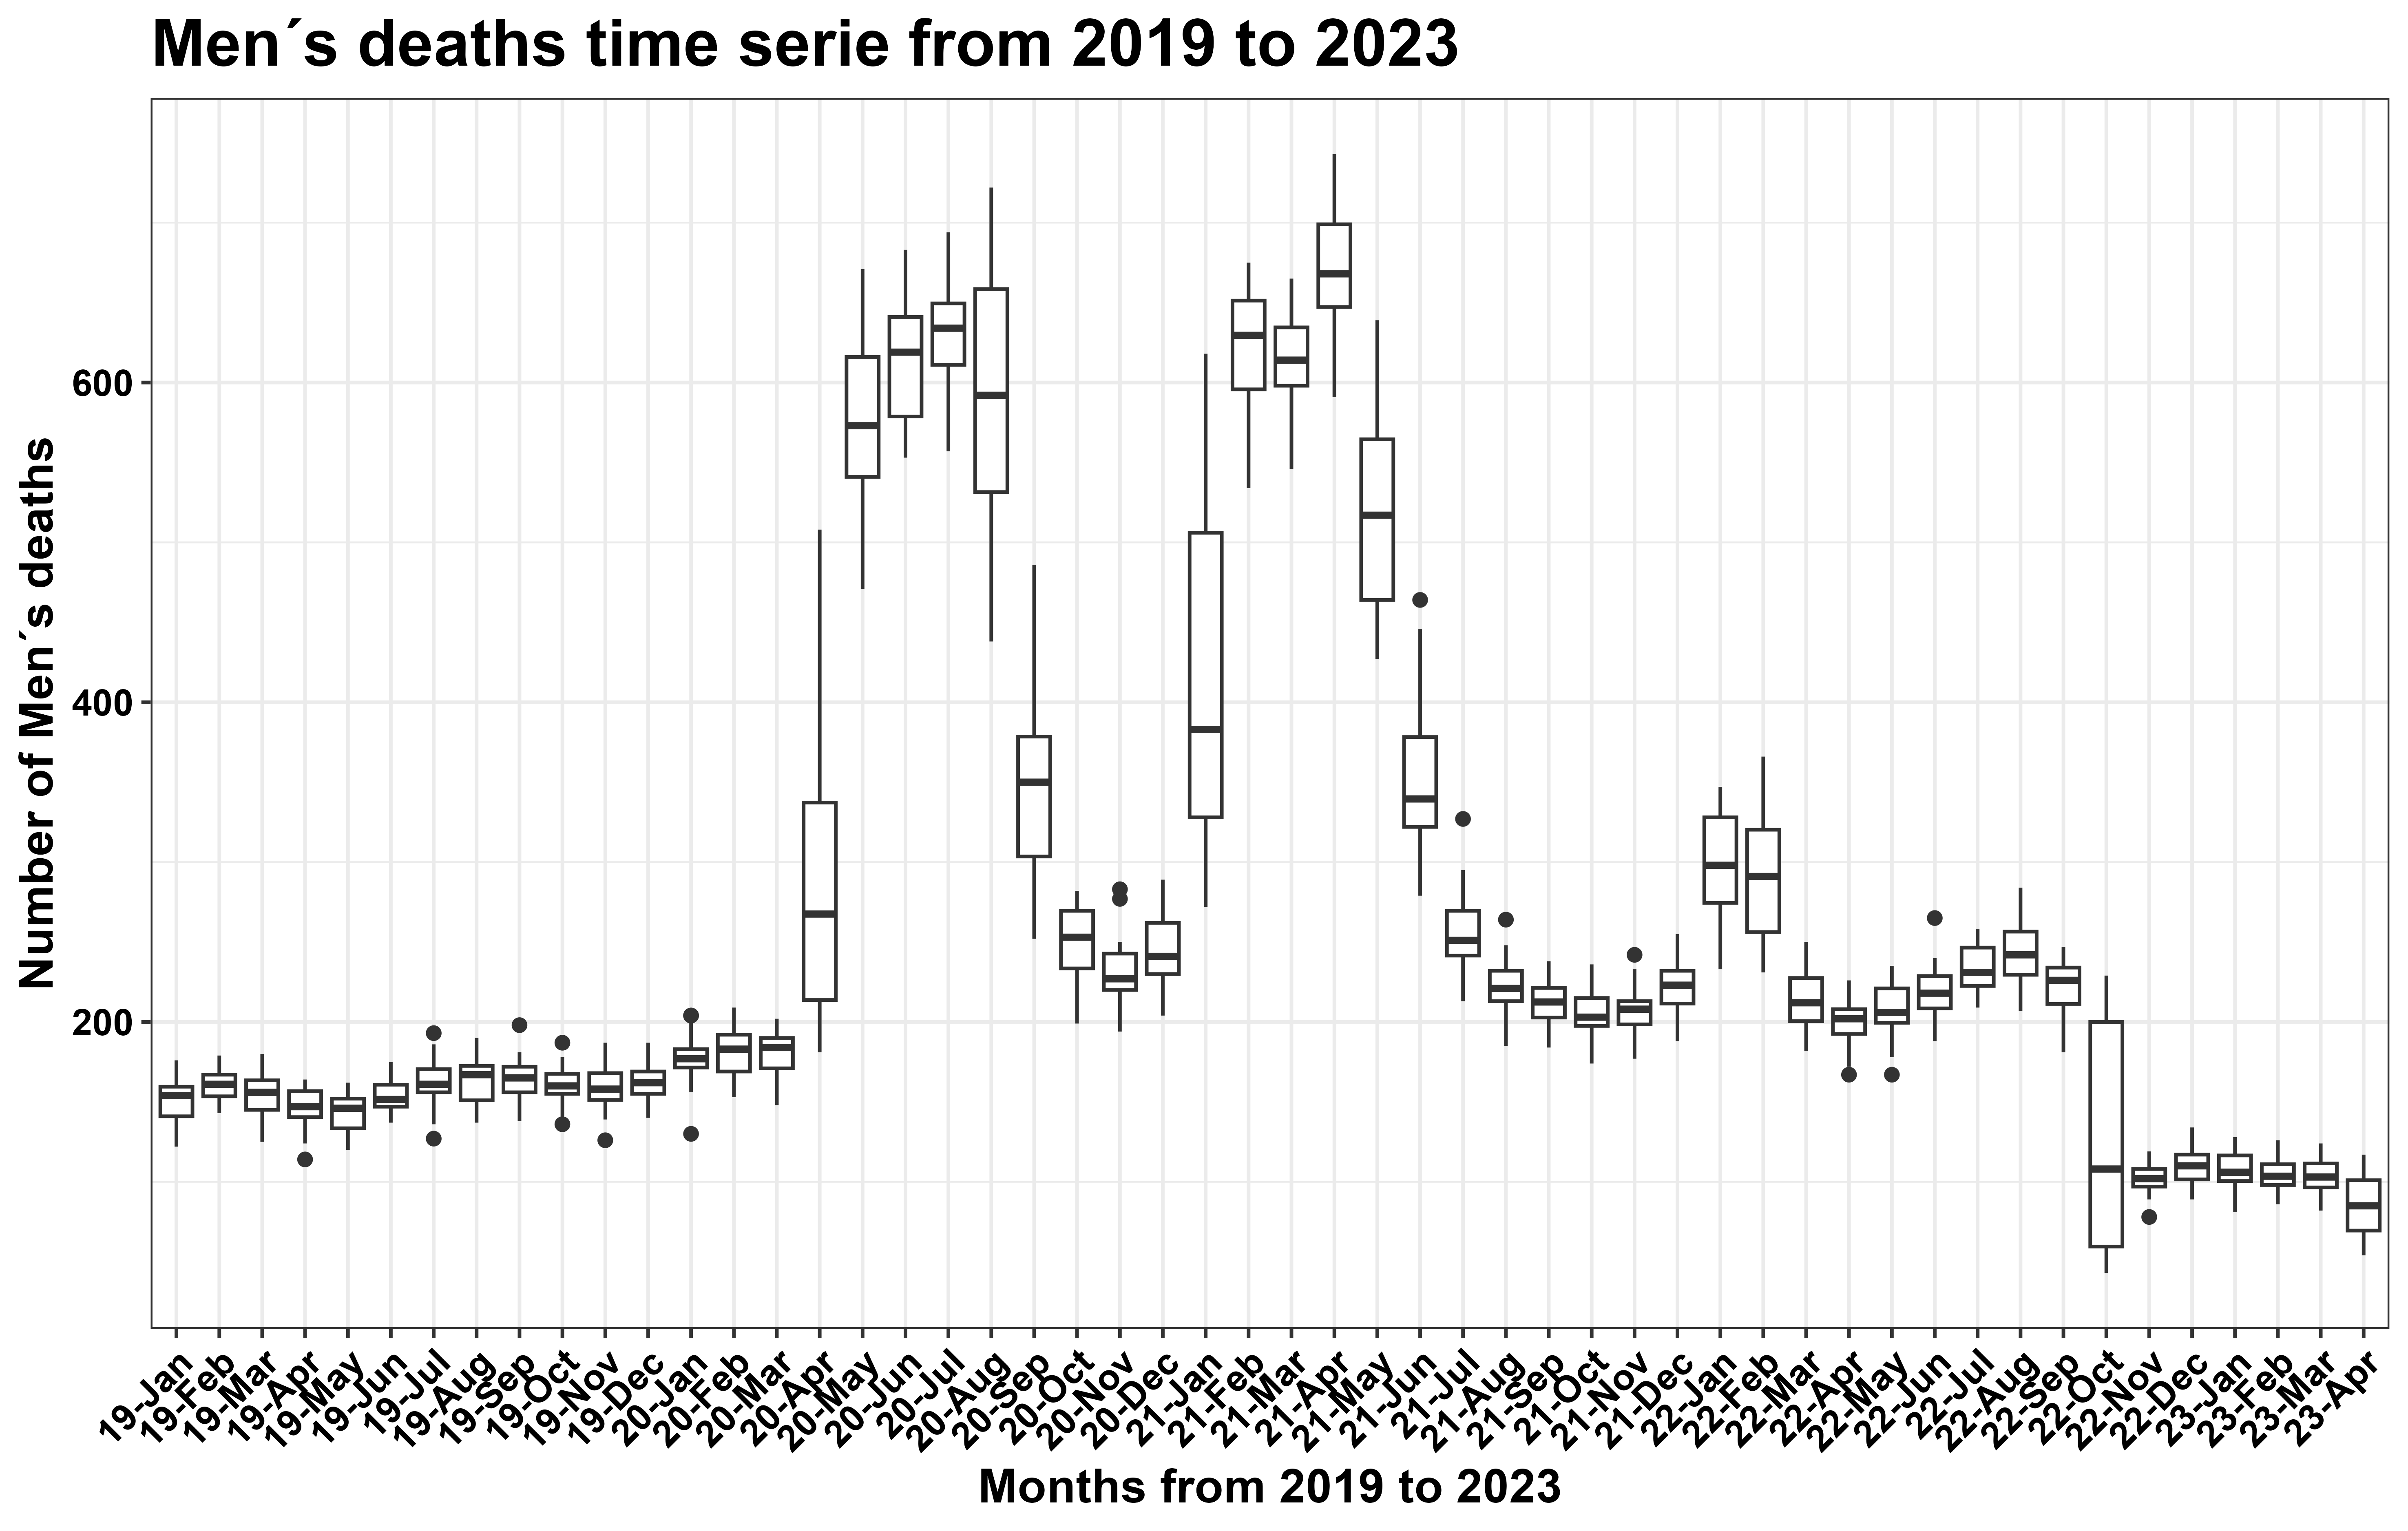 Men´s deaths time serie from 2019 to 2023
Number of Men´s deaths
600
400
200
19-Jan
19-Feb
19-Mar
19-Apr
19-May
19-Jun
19-Jul
19-Aug
19-Sep
19-Oct
19-Nov
19-Dec
20-Jan
20-Feb
20-Mar
20-Apr
20-May
20-Jun
20-Jul
20-Aug
20-Sep
20-Oct
20-Nov
20-Dec
21-Jan
21-Feb
21-Mar
21-Apr
21-May
21-Jun
21-Jul
21-Aug
21-Sep
21-Oct
21-Nov
21-Dec
22-Jan
22-Feb
22-Mar
22-Apr
22-May
22-Jun
22-Jul
22-Aug
22-Sep
22-Oct
22-Nov
22-Dec
23-Jan
23-Feb
23-Mar
23-Apr
Months from 2019 to 2023